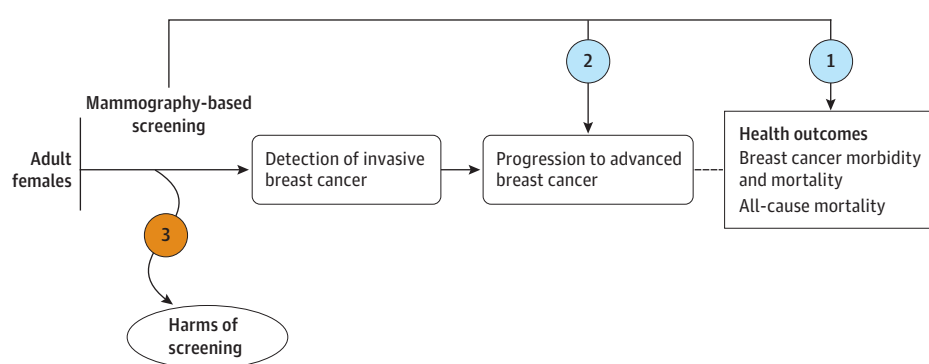 2
1
Mammography-based
screening
Adult
females
Detection of invasive
breast cancer
Progression to advanced
breast cancer
Health outcomes
Breast cancer morbidity
and mortality
All-cause mortality
3
Harms of
screening